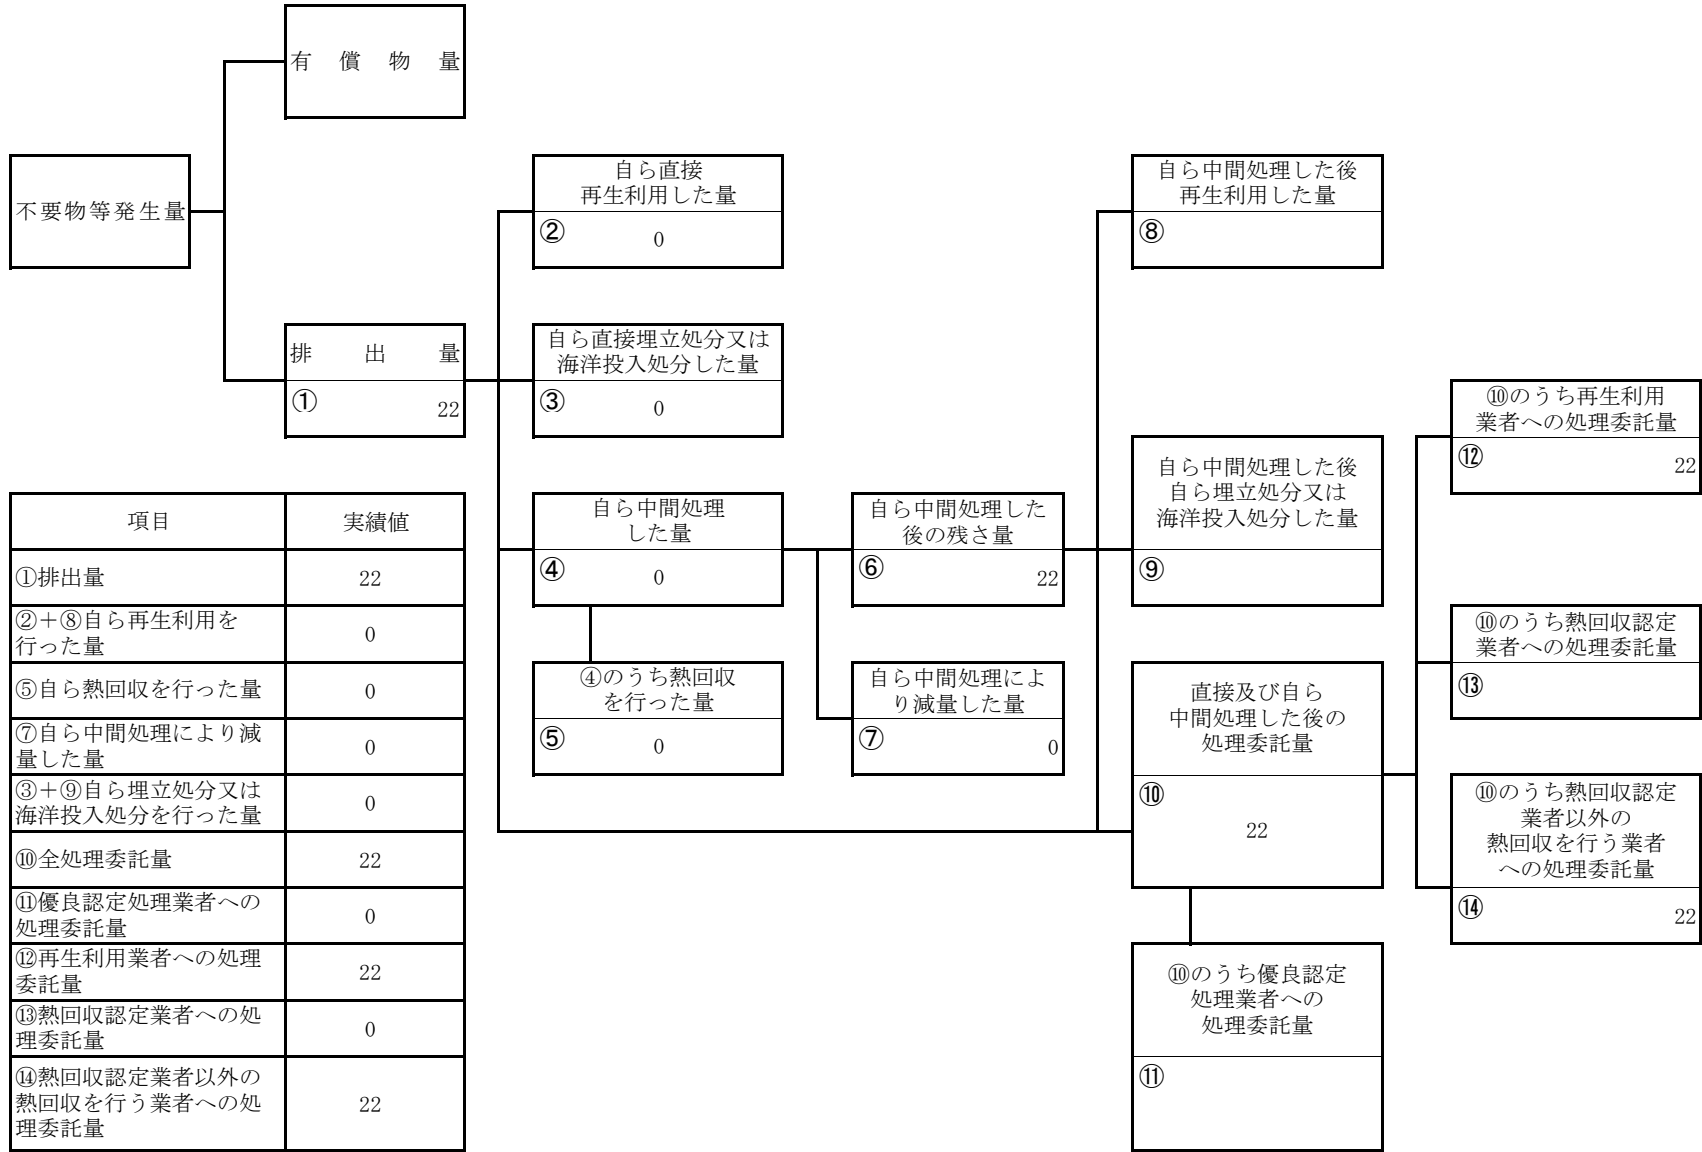 有償物量
不要物等発生量
排出量
①
22
自ら直接
再生利用した量
②
0
自ら直接埋立処分又は
海洋投入処分した量
③
0
自ら中間処理
した量
④
0
④のうち熱回収
を行った量
⑤
0
自ら中間処理した
後の残さ量
⑥
22
自ら中間処理によ
り減量した量
⑦
0
自ら中間処理した後
再生利用した量
⑧
自ら中間処理した後
自ら埋立処分又は
海洋投入処分した量
⑨
直接及び自ら
中間処理した後の
処理委託量
⑩
22
⑩のうち優良認定
処理業者への
処理委託量
⑪
⑩のうち再生利用
業者への処理委託量
⑫
22
⑩のうち熱回収認定
業者への処理委託量
⑬
⑩のうち熱回収認定
業者以外の
熱回収を行う業者
への処理委託量
⑭
22
項目 実績値
①排出量 22
②＋⑧自ら再生利用を
行った量
0
⑤自ら熱回収を行った量 0
⑦自ら中間処理により減
量した量
0
③＋⑨自ら埋立処分又は
海洋投入処分を行った量
0
⑩全処理委託量 22
⑪優良認定処理業者への
処理委託量
0
⑫再生利用業者への処理
委託量
22
⑬熱回収認定業者への処
理委託量
0
⑭熱回収認定業者以外の
熱回収を行う業者への処
理委託量
22